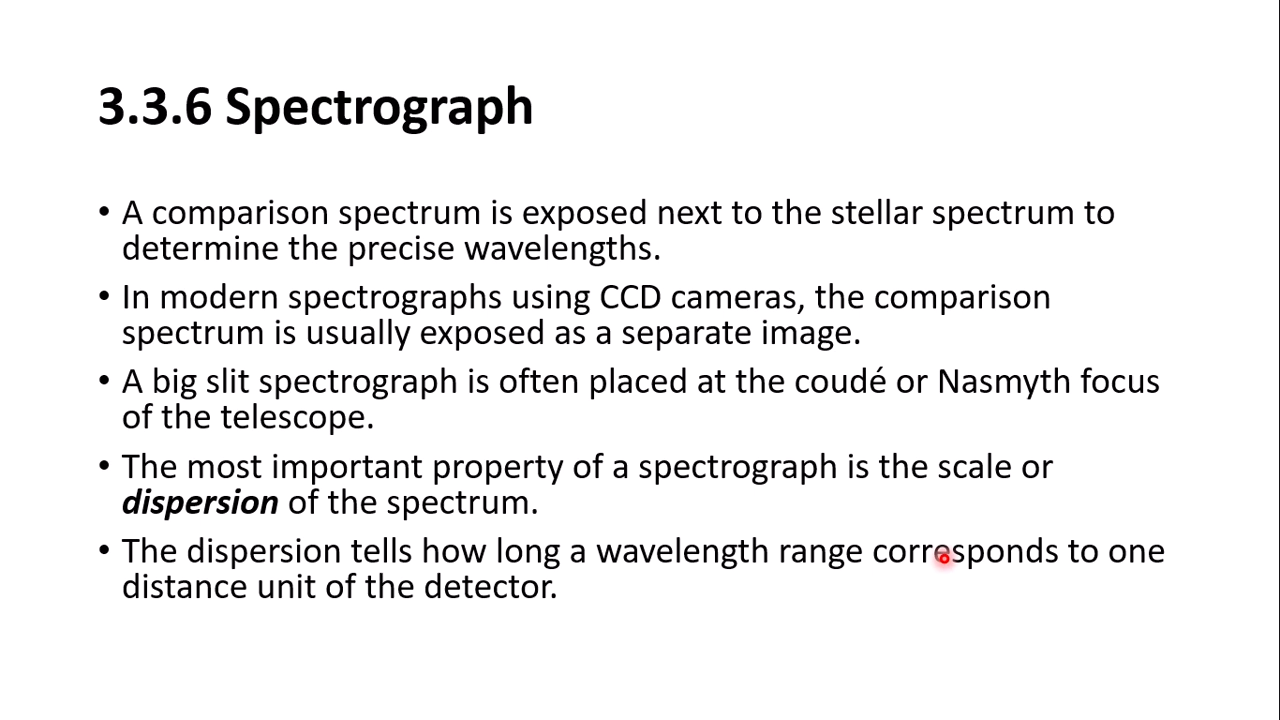 3.3.6 Spectrograph
• A comparison spectrum is exposed next to the stellar spectrum to
determine the precise wavelengths.
• In modern spectrographs using CCD cameras, the comparison
spectrum is usually exposed as a separate image.
• A big slit spectrograph is often placed at the coudé or Nasmyth focus
of the telescope.
• The most important property of a spectrograph is the scale or
dispersion of the spectrum.
• The dispersion tells how long a wavelength range corresponds to one
distance unit of the detector.